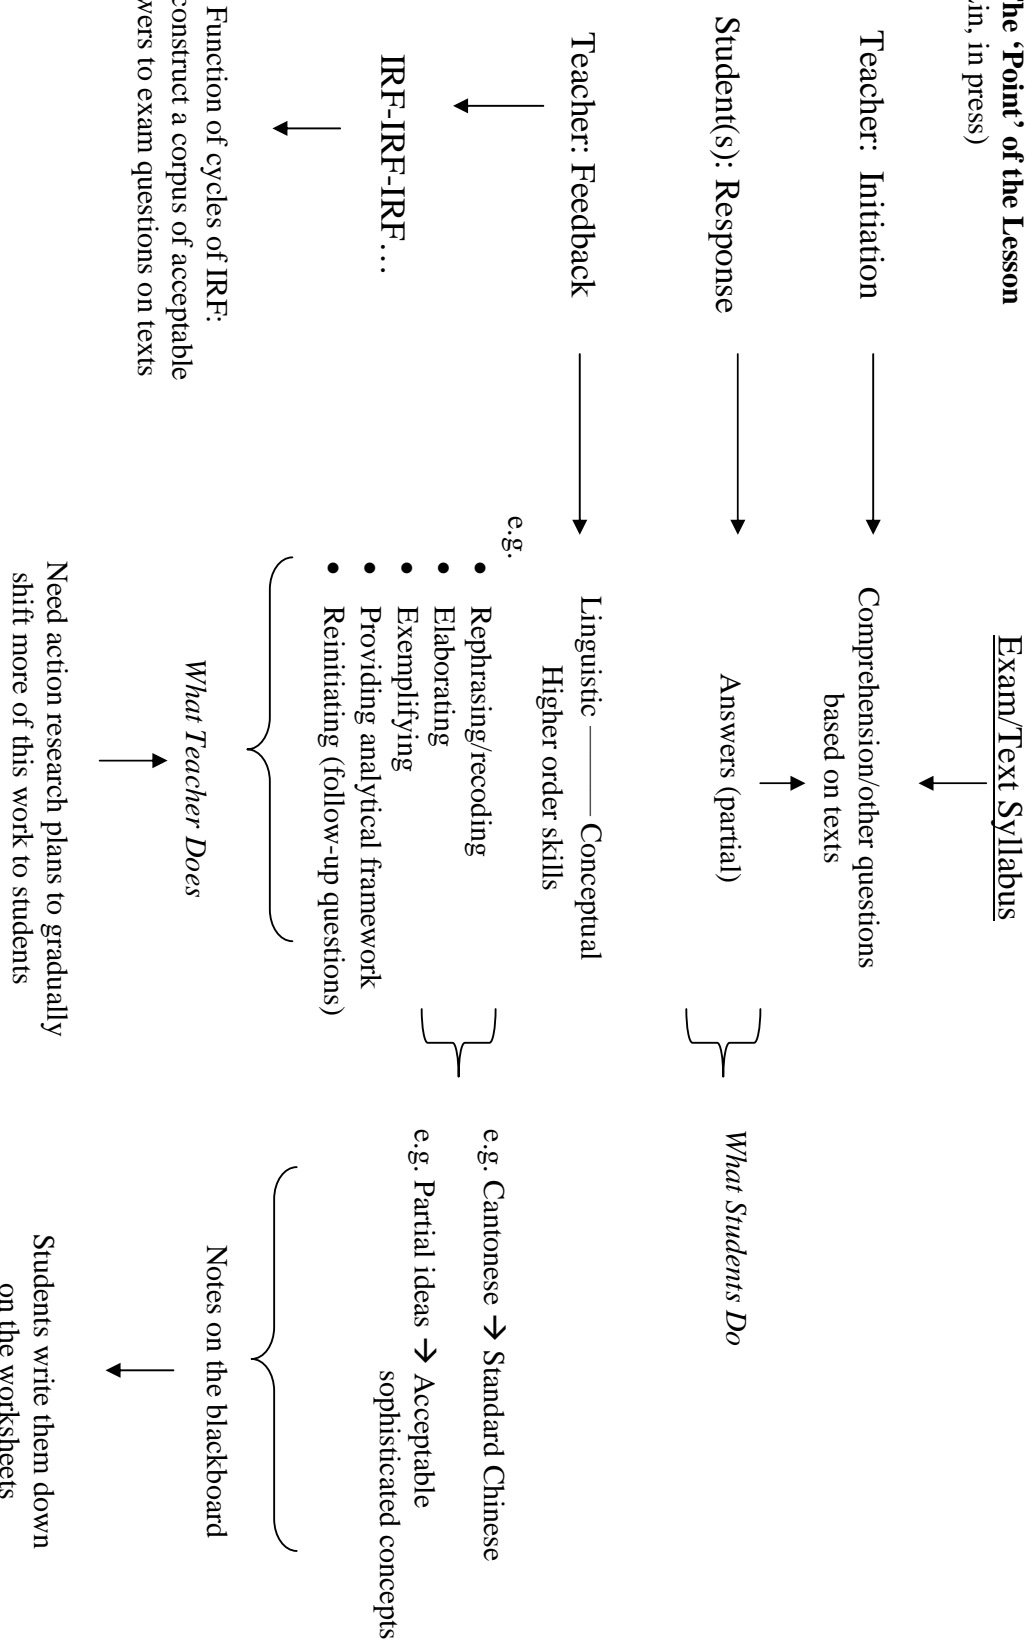 'Point' of the Lesson
in press)
Exam/Text Syllabus
Teacher: Initiation
Comprehension/other questions
based on texts
Student(s): Response
Answers (partial)
What Students Do
Teacher: Feedback
Linguistic ——— Conceptual
Higher order skills
e.g.
• Rephrasing/recoding
• Elaborating
• Exemplifying
• Providing analytical framework
• Reinitiating (follow-up questions)
e.g. Cantonese → Standard Chinese
e.g. Partial ideas → Acceptable
sophisticated concepts
IRF-IRF-IRF…
Function of cycles of IRF:
construct a corpus of acceptable
to exam questions on texts
What Teacher Does
Notes on the blackboard
Need action research plans to gradually
shift more of this work to students
Students write them down
on the worksheets